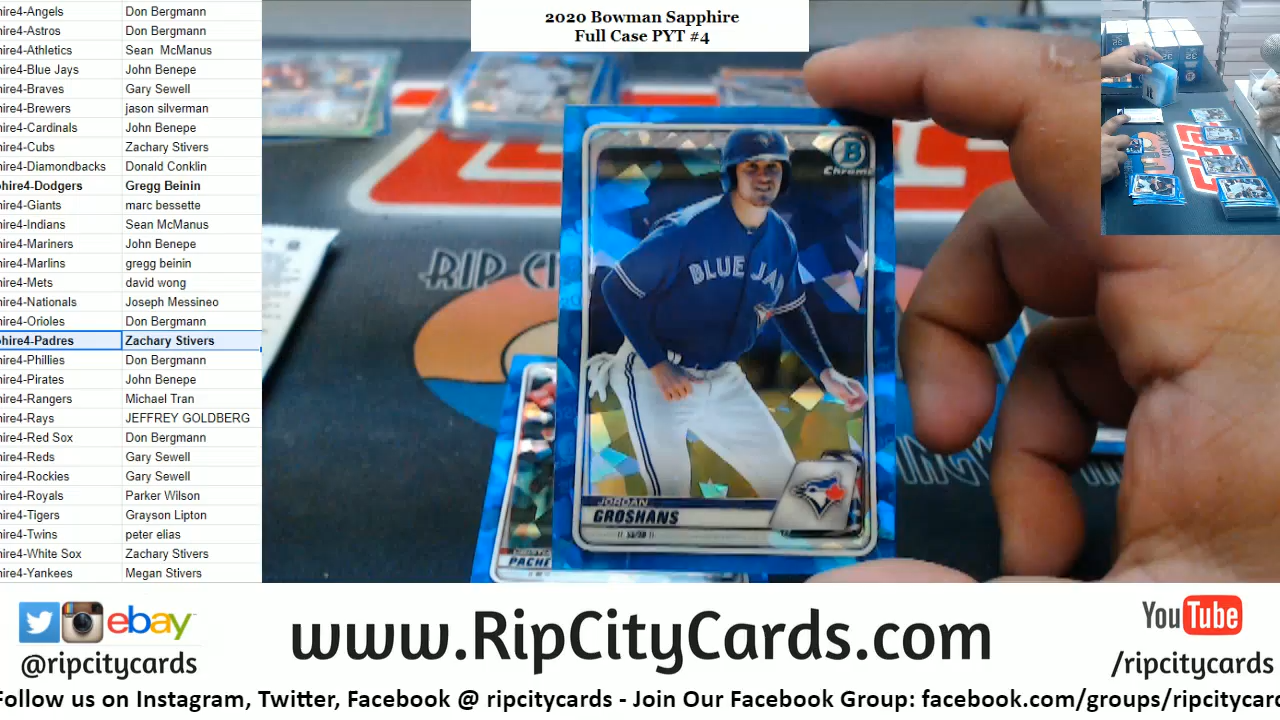 2020 Bowman Sapphire
Full Case PYT #4
hire4-Angels Don Bergmann
hire4-Astros Don Bergmann
hire4-Athletics Sean McManus
hire4-Blue Jays John Benepe
hire4-Braves Gary Sewell
hire4-Brewers jason silverman
hire4-Cardinals John Benepe
hire4-Cubs Zachary Stivers
hire4-Diamondbacks Donald Conklin
hire4-Dodgers Gregg Beinin
hire4-Giants marc bessette
hire4-Indians Sean McManus
hire4-Mariners John Benepe
hire4-Marlins gregg beinin
hire4-Mets david wong
hire4-Nationals Joseph Messineo
hire4-Orioles Don Bergmann
hire4-Padres Zachary Stivers
hire4-Phillies Don Bergmann
hire4-Pirates John Benepe
hire4-Rangers Michael Tran
hire4-Rays JEFFREY GOLDBERG
hire4-Red Sox Don Bergmann
hire4-Reds Gary Sewell
hire4-Rockies Gary Sewell
hire4-Royals Parker Wilson
hire4-Tigers Grayson Lipton
hire4-Twins peter elias
hire4-White Sox Zachary Stivers
hire4-Yankees Megan Stivers
RIP CI
B
Chrome
BLUE JA
JORDAN
GROSHANS
SS/3B
PACHE
ebay
@ripcitycards
www.RipCityCards.com
YouTube
/ripcitycards
Follow us on Instagram, Twitter, Facebook @ ripcitycards - Join Our Facebook Group: facebook.com/groups/ripcitycard